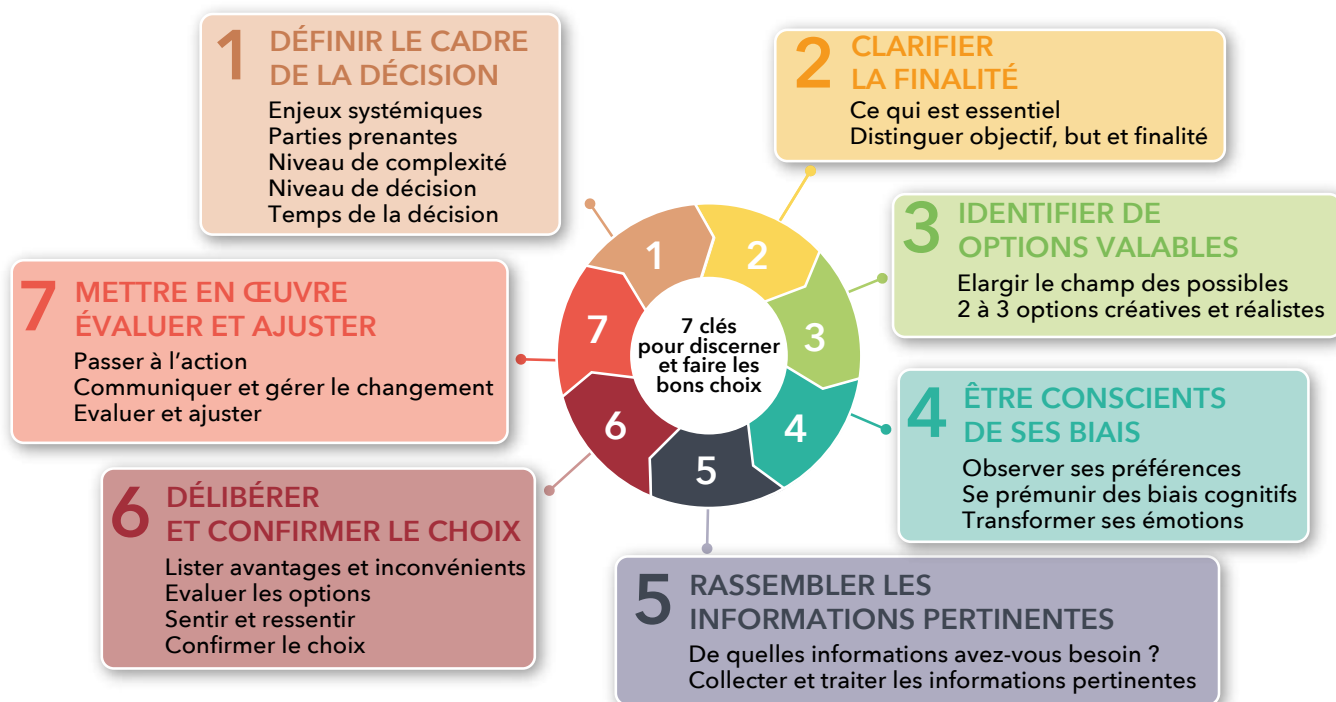 1 DÉFINIR LE CADRE
DE LA DÉCISION
Enjeux systémiques
Parties prenantes
Niveau de complexité
Niveau de décision
Temps de la décision
2 CLARIFIER
LA FINALITÉ
Ce qui est essentiel
Distinguer objectif, but et finalité
3 IDENTIFIER DE
OPTIONS VALABLES
Elargir le champ des possibles
2 à 3 options créatives et réalistes
4 ÊTRE CONSCIENTS
DE SES BIAIS
Observer ses préférences
Se prémunir des biais cognitifs
Transformer ses émotions
5 RASSEMBLER LES
INFORMATIONS PERTINENTES
De quelles informations avez-vous besoin ?
Collecter et traiter les informations pertinentes
6 DÉLIBÉRER
ET CONFIRMER LE CHOIX
Lister avantages et inconvénients
Evaluer les options
Sentir et ressentir
Confirmer le choix
7 METTRE EN ŒUVRE
ÉVALUER ET AJUSTER
Passer à l’action
Communiquer et gérer le changement
Evaluer et ajuster
1
2
3
4
5
6
7
7 clés
pour discerner
et faire les
bons choix